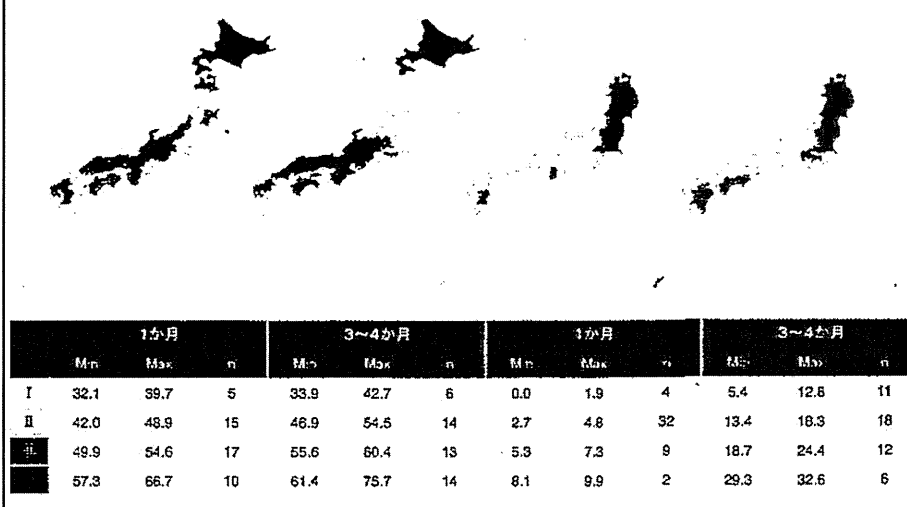 1か月 3〜4か月 1か月 3〜4か月
Min Max n Min Max n Min Max n Min Max n
I 32.1 39.7 5 33.9 42.7 6 0.0 1.9 4 5.4 12.8 11
II 42.0 48.9 15 46.9 54.5 14 2.7 4.8 32 13.4 18.3 18
III 49.9 54.6 17 55.6 60.4 13 5.3 7.3 9 18.7 24.4 12
57.3 66.7 10 61.4 75.7 14 8.1 9.9 2 29.3 32.6 6